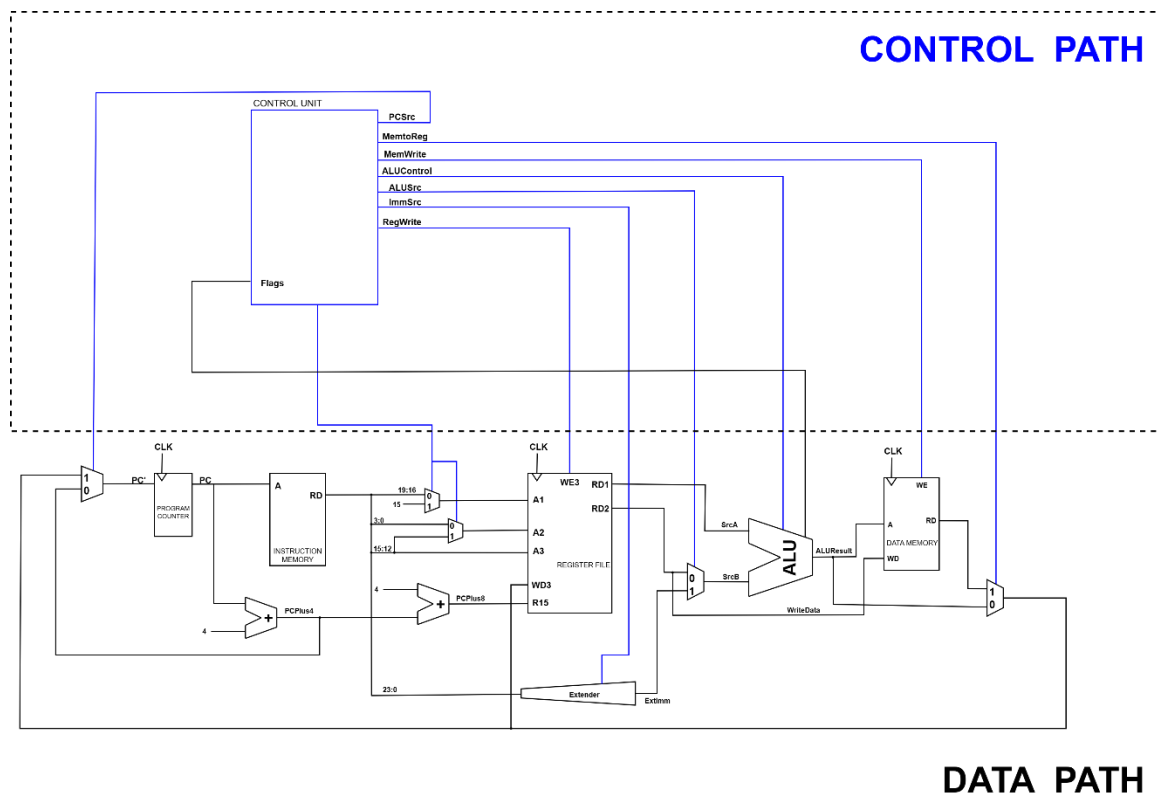 CONTROL PATH
CONTROL UNIT
PCSrc
MemtoReg
MemWrite
ALUControl
ALUSrc
ImmSrc
RegWrite
Flags
CLK
CLK
CLK
1
0
PC'
PC
PROGRAM
COUNTER
A
RD
INSTRUCTION
MEMORY
19:16
15
0
1
3:0
0
1
15:12
WE3
RD1
RD2
A1
A2
A3
REGISTER FILE
WD3
R15
4
+
PCPlus8
4
+
PCPlus4
SrcA
0
1
SrcB
ALU
ALUResult
WriteData
WE
A
RD
DATA MEMORY
WD
1
0
23:0
Extender
ExtImm
DATA PATH